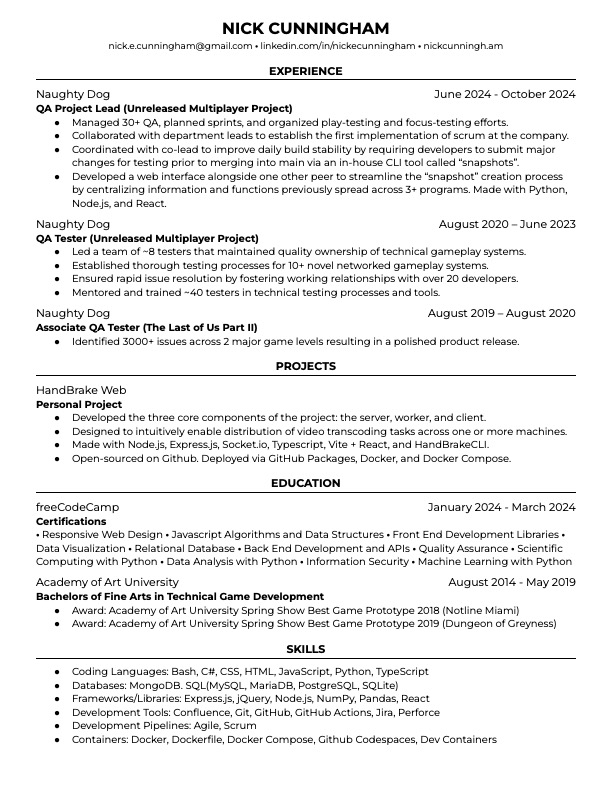 NICK CUNNINGHAM
nick.e.cunningham@gmail.com • linkedin.com/in/nickecunningham • nickcunningh.am
EXPERIENCE
Naughty Dog June 2024 - October 2024
QA Project Lead (Unreleased Multiplayer Project)
● Managed 30+ QA, planned sprints, and organized play-testing and focus-testing efforts.
● Collaborated with department leads to establish the first implementation of scrum at the company.
● Coordinated with co-lead to improve daily build stability by requiring developers to submit major
changes for testing prior to merging into main via an in-house CLI tool called “snapshots”.
● Developed a web interface alongside one other peer to streamline the “snapshot” creation process
by centralizing information and functions previously spread across 3+ programs. Made with Python,
Node.js, and React.
Naughty Dog August 2020 – June 2023
QA Tester (Unreleased Multiplayer Project)
● Led a team of ~8 testers that maintained quality ownership of technical gameplay systems.
● Established thorough testing processes for 10+ novel networked gameplay systems.
● Ensured rapid issue resolution by fostering working relationships with over 20 developers.
● Mentored and trained ~40 testers in technical testing processes and tools.
Naughty Dog August 2019 – August 2020
Associate QA Tester (The Last of Us Part II)
● Identified 3000+ issues across 2 major game levels resulting in a polished product release.
PROJECTS
HandBrake Web
Personal Project
● Developed the three core components of the project: the server, worker, and client.
● Designed to intuitively enable distribution of video transcoding tasks across one or more machines.
● Made with Node.js, Express.js, Socket.io, Typescript, Vite + React, and HandBrakeCLI.
● Open-sourced on Github. Deployed via GitHub Packages, Docker, and Docker Compose.
EDUCATION
freeCodeCamp January 2024 - March 2024
Certifications
• Responsive Web Design • Javascript Algorithms and Data Structures • Front End Development Libraries •
Data Visualization • Relational Database • Back End Development and APIs • Quality Assurance • Scientific
Computing with Python • Data Analysis with Python • Information Security • Machine Learning with Python
Academy of Art University August 2014 - May 2019
Bachelors of Fine Arts in Technical Game Development
● Award: Academy of Art University Spring Show Best Game Prototype 2018 (Notline Miami)
● Award: Academy of Art University Spring Show Best Game Prototype 2019 (Dungeon of Greyness)
SKILLS
● Coding Languages: Bash, C#, CSS, HTML, JavaScript, Python, TypeScript
● Databases: MongoDB. SQL(MySQL, MariaDB, PostgreSQL, SQLite)
● Frameworks/Libraries: Express.js, jQuery, Node.js, NumPy, Pandas, React
● Development Tools: Confluence, Git, GitHub, GitHub Actions, Jira, Perforce
● Development Pipelines: Agile, Scrum
● Containers: Docker, Dockerfile, Docker Compose, Github Codespaces, Dev Containers